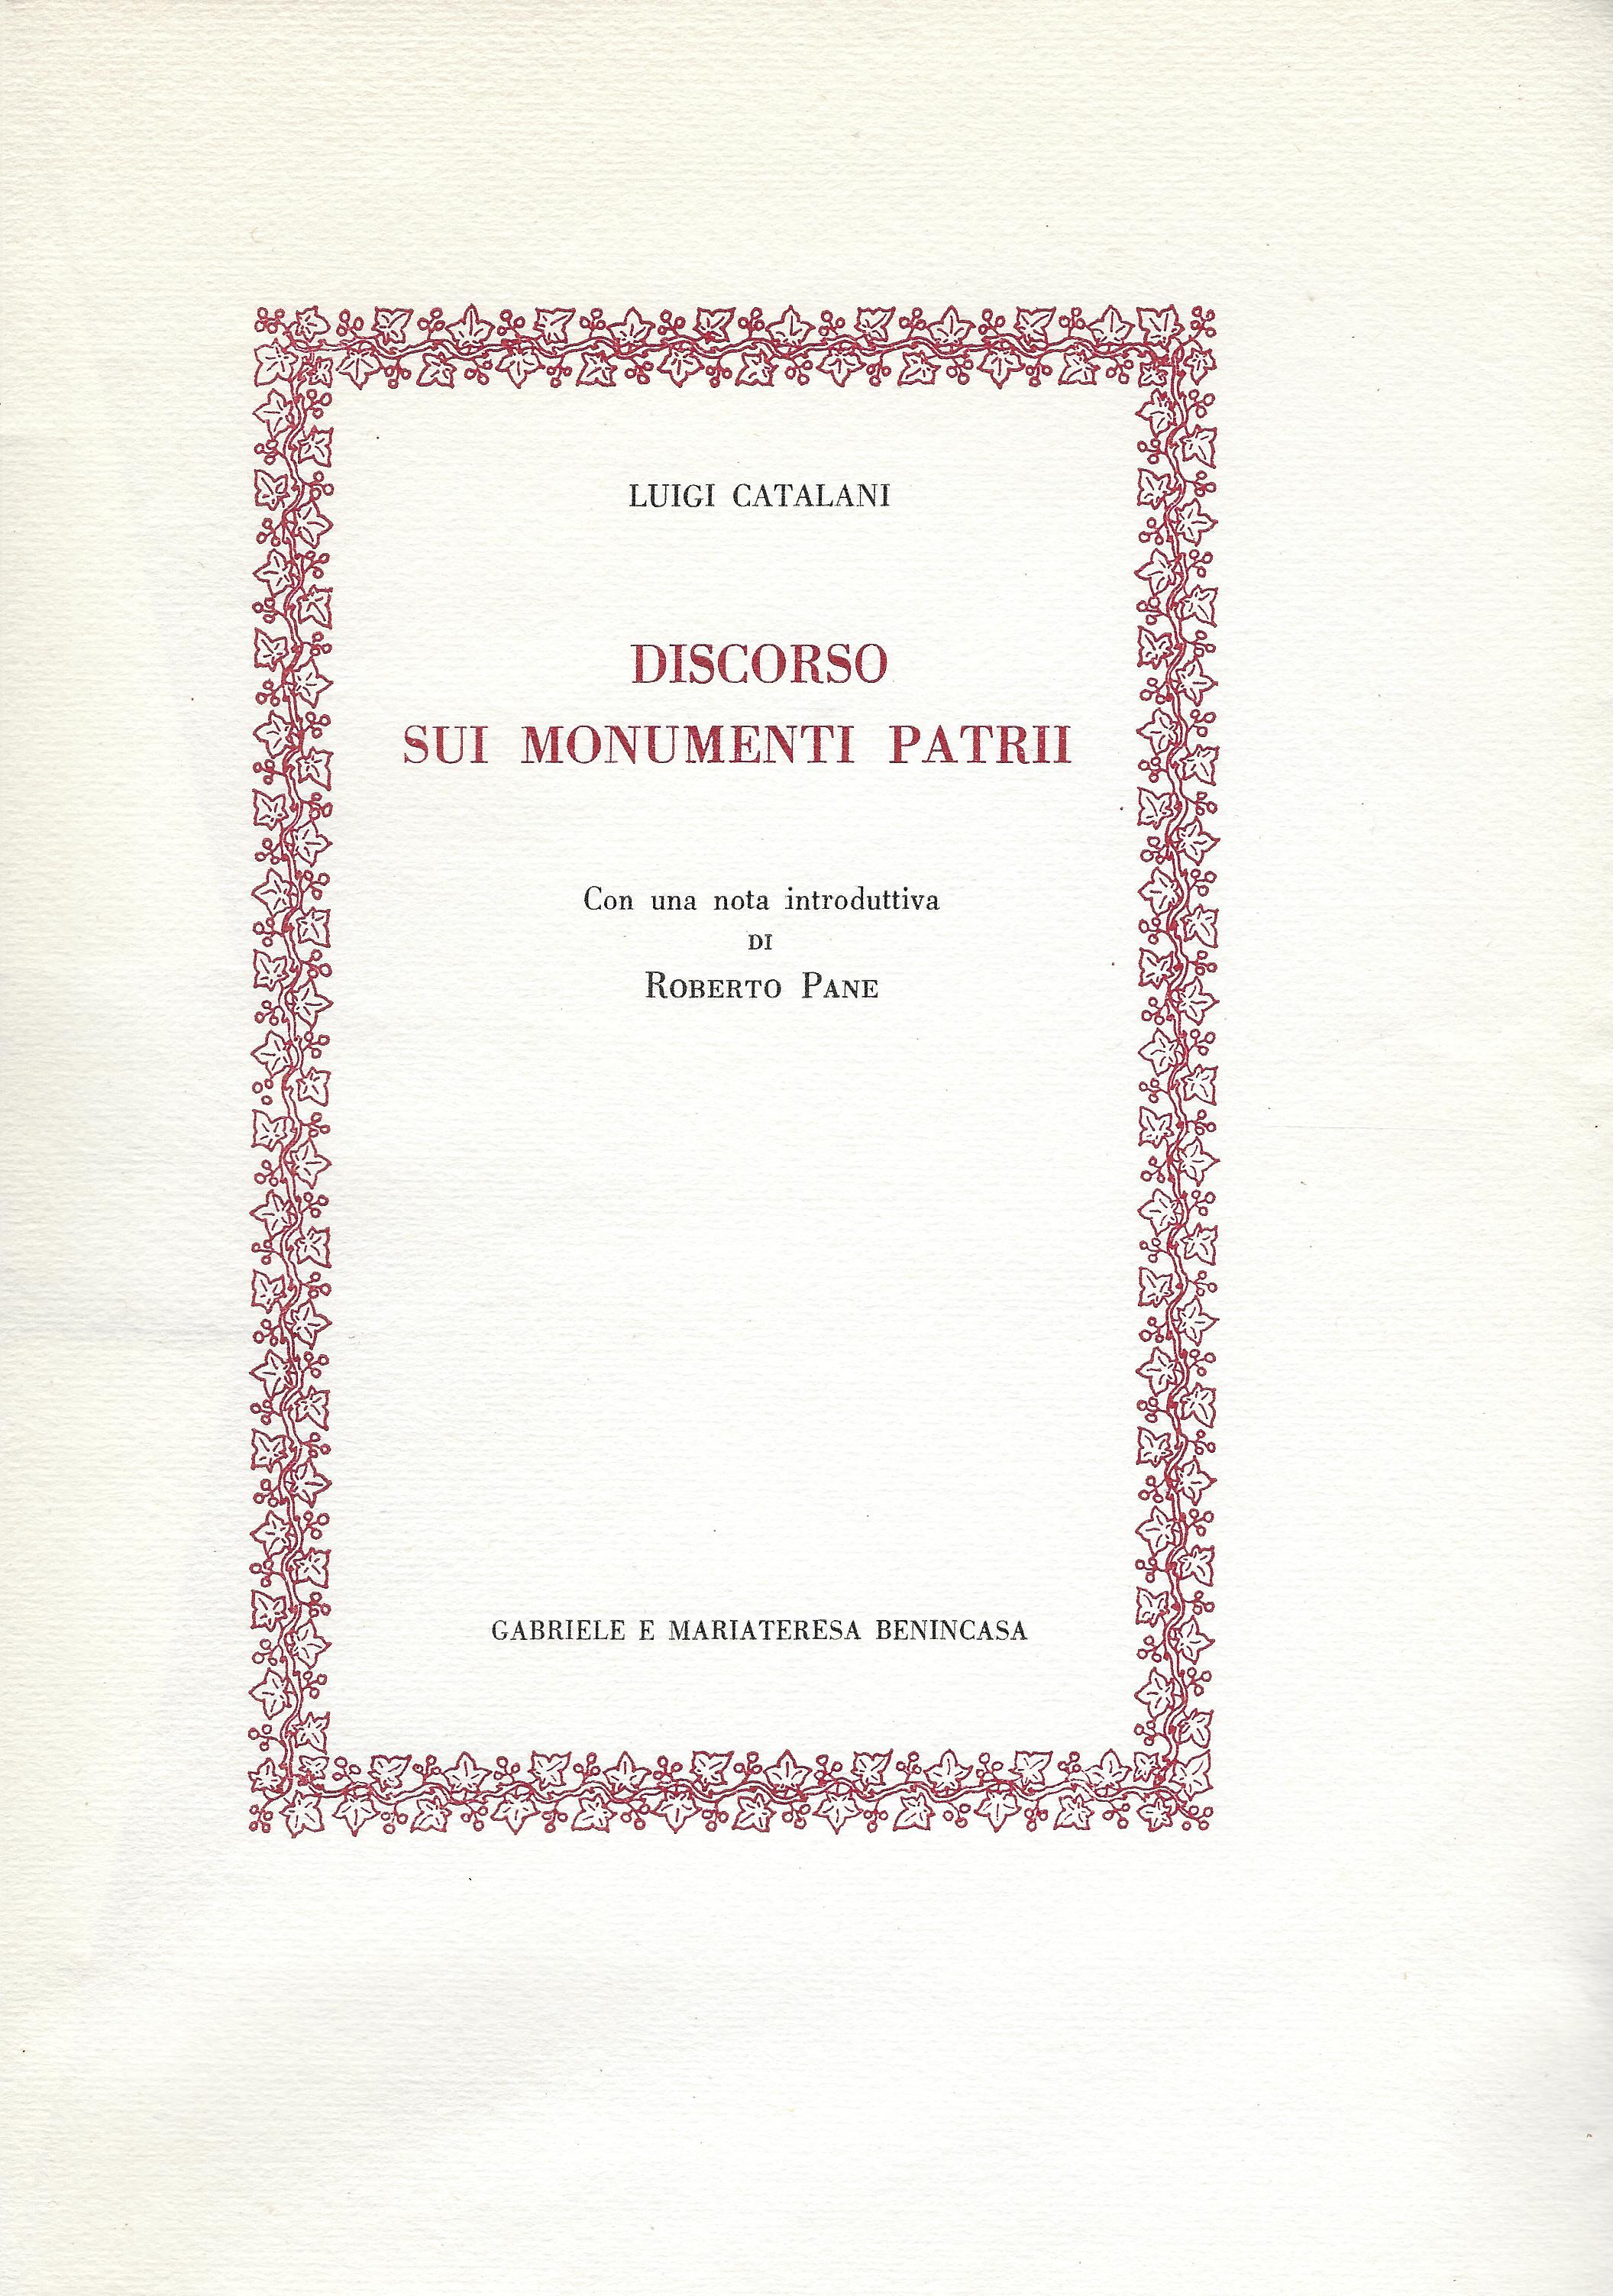 LUIGI CATALANI
DISCORSO
SUI MONUMENTI PATRII
Con una nota introduttiva
DI
ROBERTO PANE
GABRIELE E MARIATERESA BENINCASA